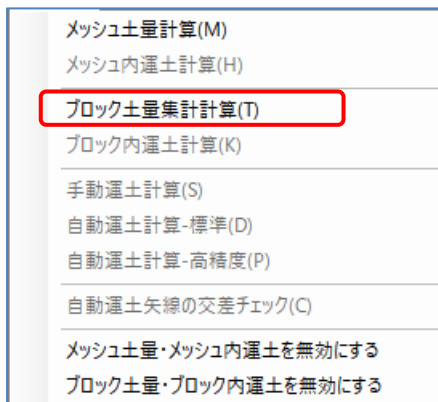 メッシュ土量計算(M)
メッシュ内運土計算(H)
ブロック土量集計計算(T)
ブロック内運土計算(K)
手動運土計算(S)
自動運土計算-標準(D)
自動運土計算-高精度(P)
自動運土矢線の交差チェック(C)
メッシュ土量・メッシュ内運土を無効にする
ブロック土量・ブロック内運土を無効にする